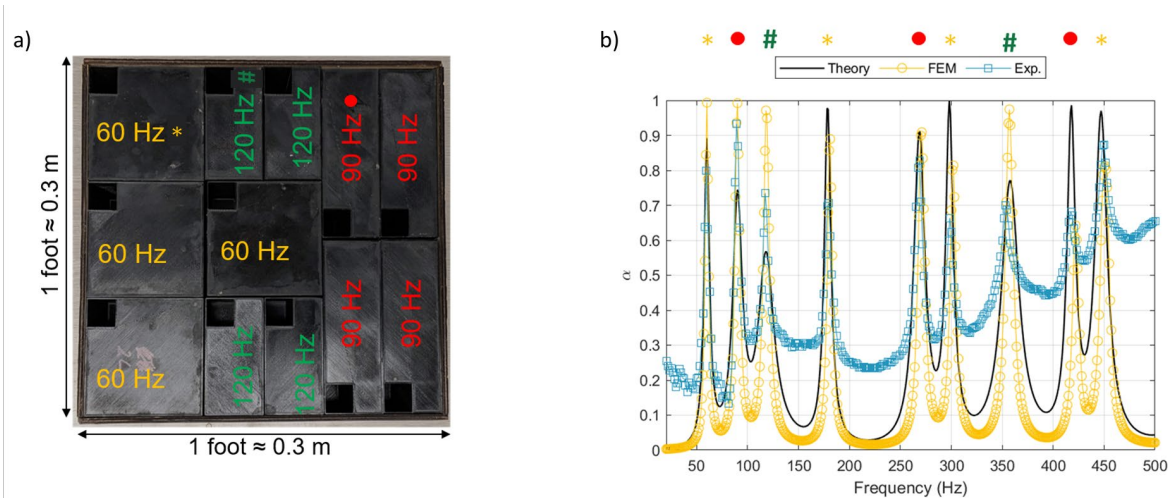 a)
1 foot ≈ 0.3 m
60 Hz *
120 Hz #
120 Hz
90 Hz
90 Hz
60 Hz
60 Hz
60 Hz
120 Hz
120 Hz
90 Hz
90 Hz
1 foot ≈ 0.3 m
b)
* ● # * ● * # ● *
Theory FEM Exp.
1
0.9
0.8
0.7
0.6
0.5
0.4
0.3
0.2
0.1
0
α
50 100 150 200 250 300 350 400 450 500
Frequency (Hz)